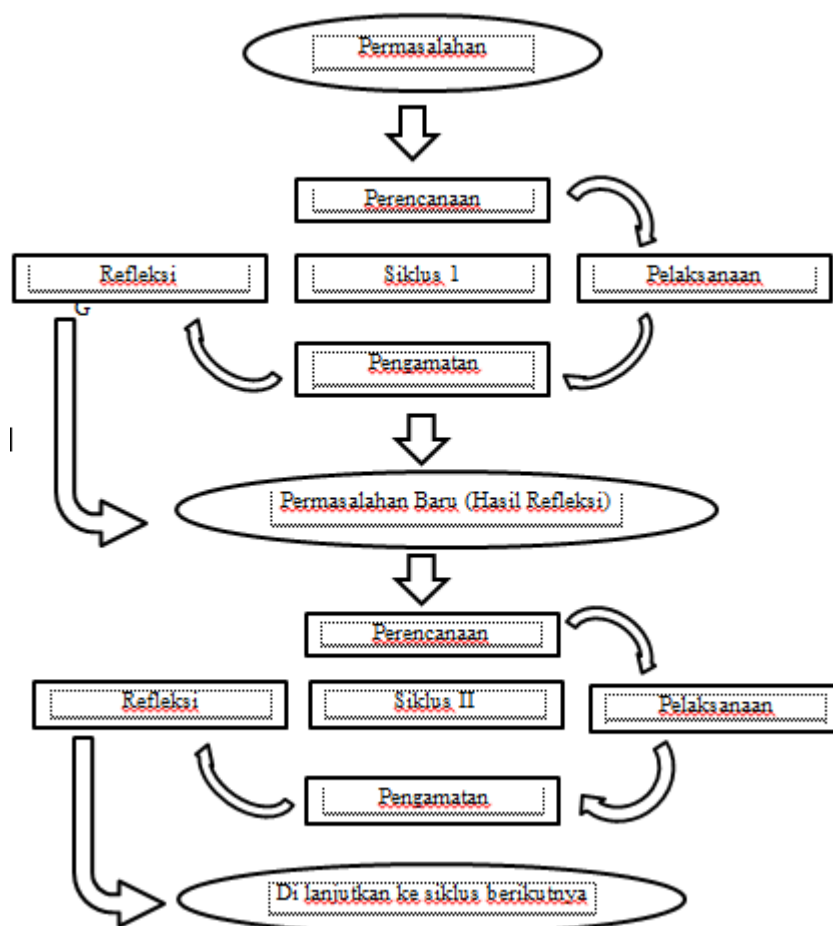 Permasalahan
Perencanaan
Refleksi
Siklus 1
Pelaksanaan
G
Pengamatan
Permasalahan Baru (Hasil Refleksi)
Perencanaan
Refleksi
Siklus II
Pelaksanaan
Pengamatan
Di lanjutkan ke siklus berikutnya